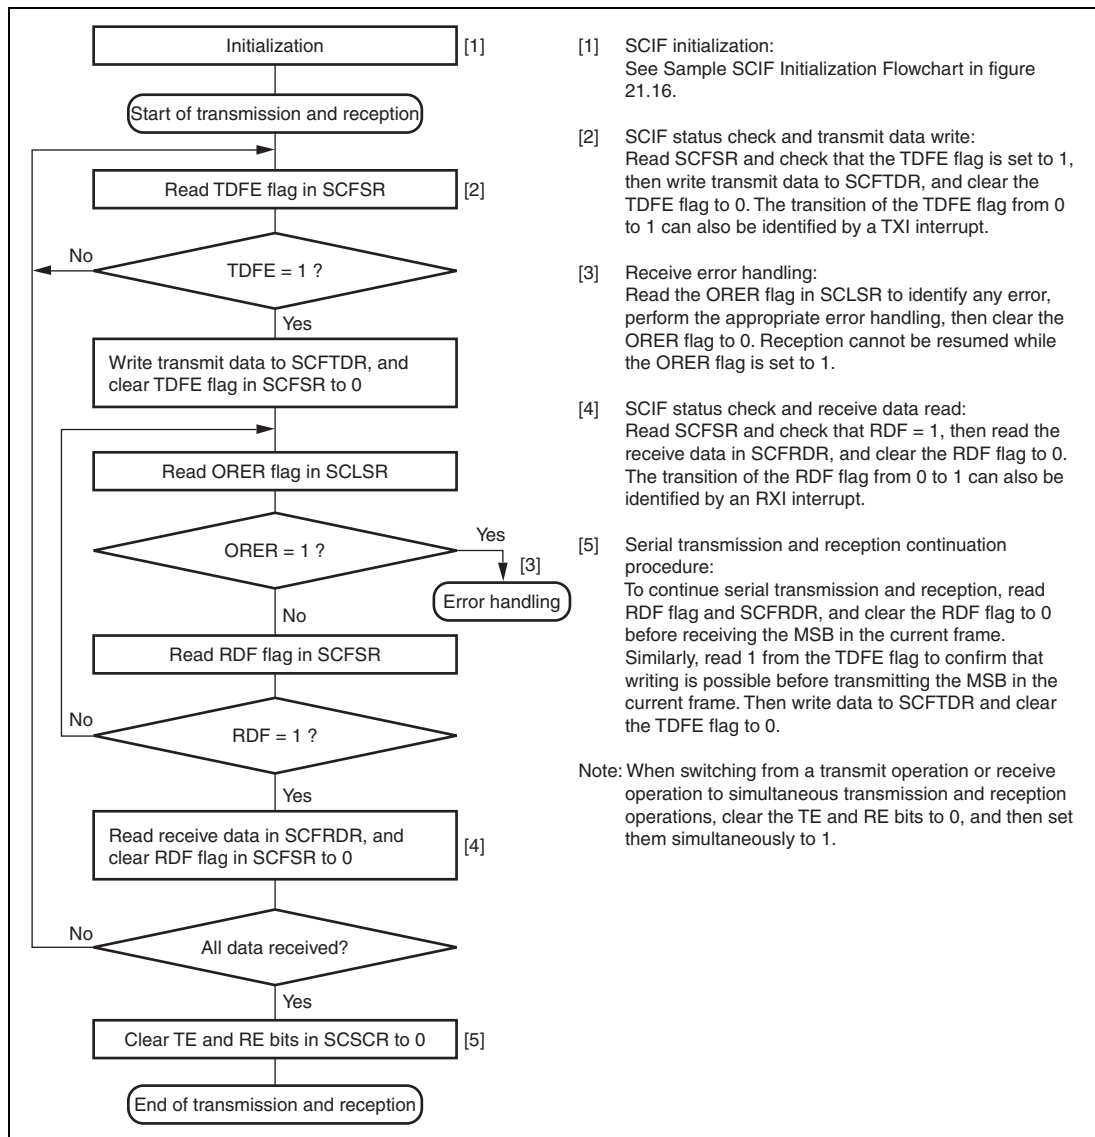 Initialization [1]
Start of transmission and reception
Read TDFE flag in SCFSR [2]
No
TDFE = 1 ?
Yes
Write transmit data to SCFTDR, and
clear TDFE flag in SCFSR to 0
Read ORER flag in SCLSR
Yes
ORER = 1 ?
[3]
Error handling
No
Read RDF flag in SCFSR
No
RDF = 1 ?
Yes
Read receive data in SCFRDR, and
clear RDF flag in SCFSR to 0
[4]
No
All data received?
Yes
Clear TE and RE bits in SCSCR to 0 [5]
End of transmission and reception
[1] SCIF initialization:
See Sample SCIF Initialization Flowchart in figure
21.16.
[2] SCIF status check and transmit data write:
Read SCFSR and check that the TDFE flag is set to 1,
then write transmit data to SCFTDR, and clear the
TDFE flag to 0. The transition of the TDFE flag from 0
to 1 can also be identified by a TXI interrupt.
[3] Receive error handling:
Read the ORER flag in SCLSR to identify any error,
perform the appropriate error handling, then clear the
ORER flag to 0. Reception cannot be resumed while
the ORER flag is set to 1.
[4] SCIF status check and receive data read:
Read SCFSR and check that RDF = 1, then read the
receive data in SCFRDR, and clear the RDF flag to 0.
The transition of the RDF flag from 0 to 1 can also be
identified by an RXI interrupt.
[5] Serial transmission and reception continuation
procedure:
To continue serial transmission and reception, read
RDF flag and SCFRDR, and clear the RDF flag to 0
before receiving the MSB in the current frame.
Similarly, read 1 from the TDFE flag to confirm that
writing is possible before transmitting the MSB in the
current frame. Then write data to SCFTDR and clear
the TDFE flag to 0.
Note: When switching from a transmit operation or receive
operation to simultaneous transmission and reception
operations, clear the TE and RE bits to 0, and then set
them simultaneously to 1.